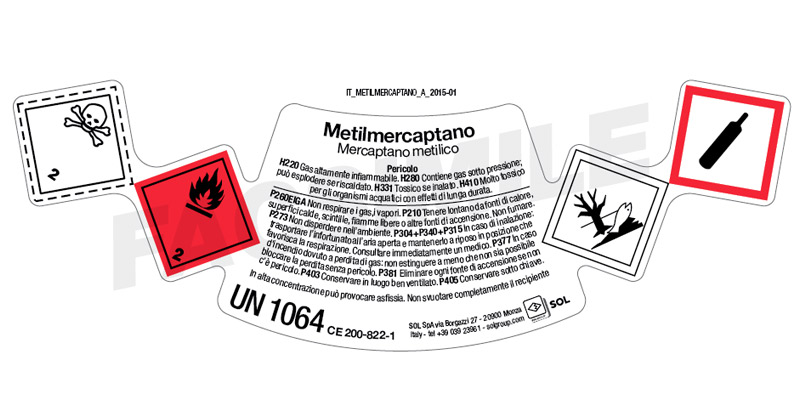 IT_METILMERCAPTANO_A_2015-01
Metilmercaptano
Mercaptano metilico
Pericolo
H220 Gas altamente infiammabile. H280 Contiene gas sotto pressione;
può esplodere se riscaldato. H331 Tossico se inalato. H410 Molto tossico
per gli organismi acquatici con effetti di lunga durata.
P260EIGA Non respirare i gas, i vapori. P210 Tenere lontano da fonti di calore,
superfici calde, scintille, fiamme libere o altre fonti di accensione. Non fumare.
P273 Non disperdere nell'ambiente. P304+P340+P315 In caso di inalazione:
trasportare l'infortunato all'aria aperta e mantenerlo a riposo in posizione che
favorisca la respirazione. Consultare immediatamente un medico. P377 In caso
d'incendio dovuto a perdita di gas: non estinguere a meno che non sia possibile
bloccare la perdita senza pericolo. P381 Eliminare ogni fonte di accensione se non
c'è pericolo. P403 Conservare in luogo ben ventilato. P405 Conservare sotto chiave.
In alta concentrazione può provocare asfissia. Non svuotare completamente il recipiente
UN 1064 CE 200-822-1
SOL SpA via Borgazzi 27 - 20900 Monza
Italy - tel +39 039 23961 - solgroup.com
SOL
2
2
FAC SIMILE